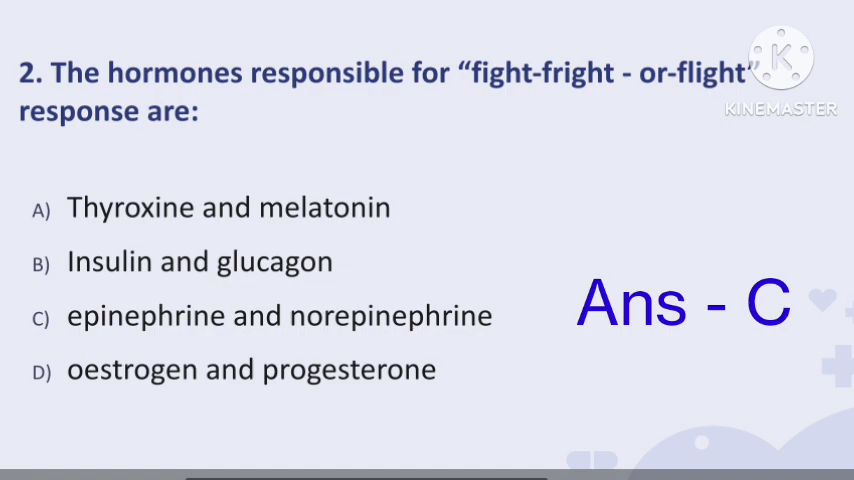 2. The hormones responsible for “fight-fright - or-flight”
response are:
KINEMASTER
A) Thyroxine and melatonin
B) Insulin and glucagon
C) epinephrine and norepinephrine
Ans - C
D) oestrogen and progesterone